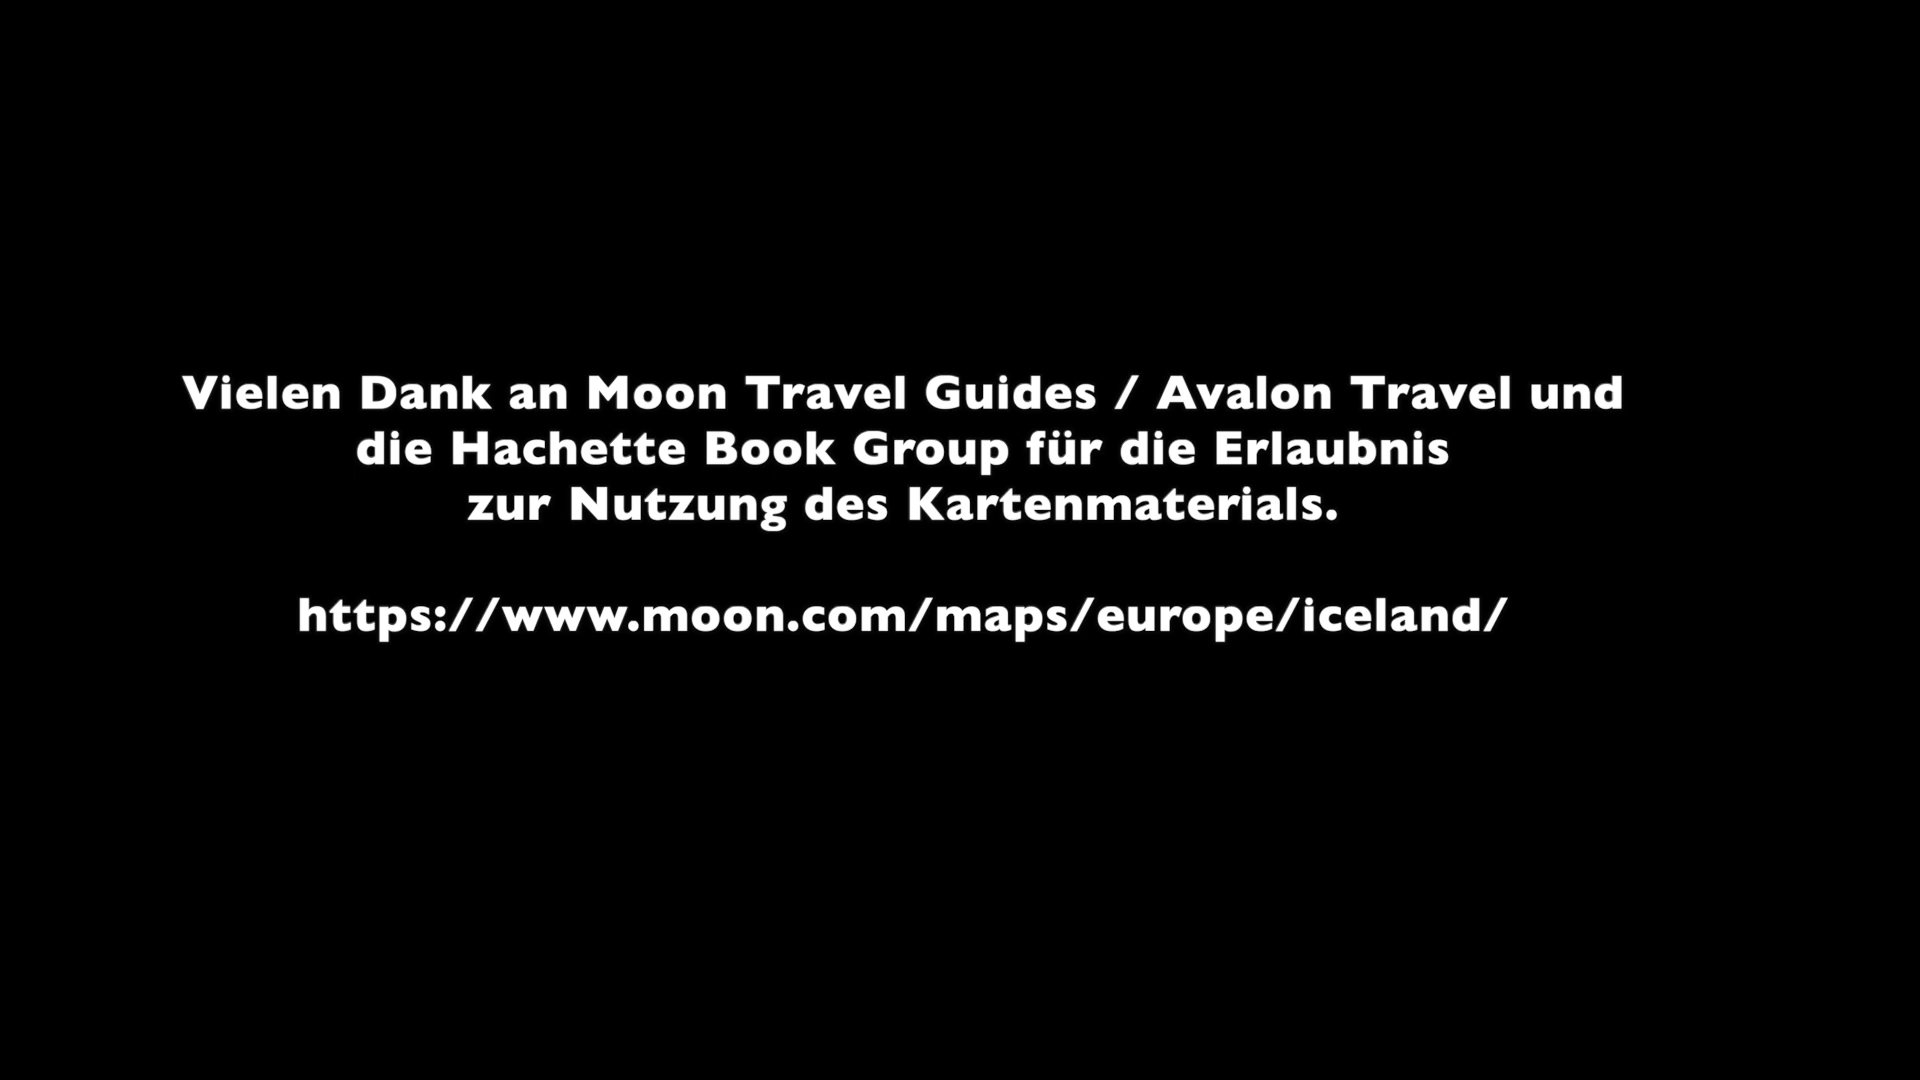 Vielen Dank an Moon Travel Guides / Avalon Travel und
die Hachette Book Group für die Erlaubnis
zur Nutzung des Kartenmaterials.
https://www.moon.com/maps/europe/iceland/